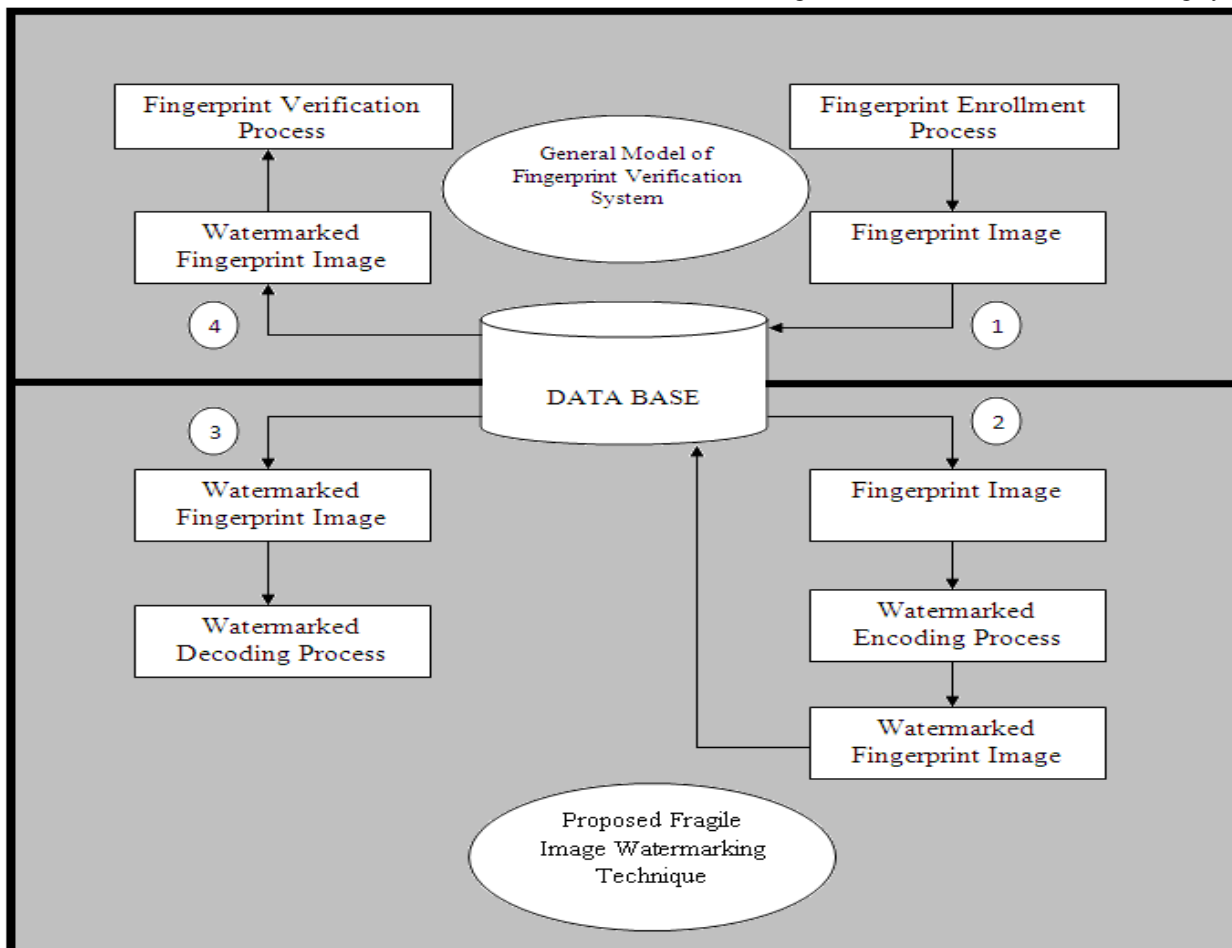 Fingerprint Verification
Process
Fingerprint Enrollment
Process
General Model of
Fingerprint Verification
System
Watermarked
Fingerprint Image
Fingerprint Image
4
1
DATA BASE
3
2
Watermarked
Fingerprint Image
Fingerprint Image
Watermarked
Decoding Process
Watermarked
Encoding Process
Watermarked
Fingerprint Image
Proposed Fragile
Image Watermarking
Technique